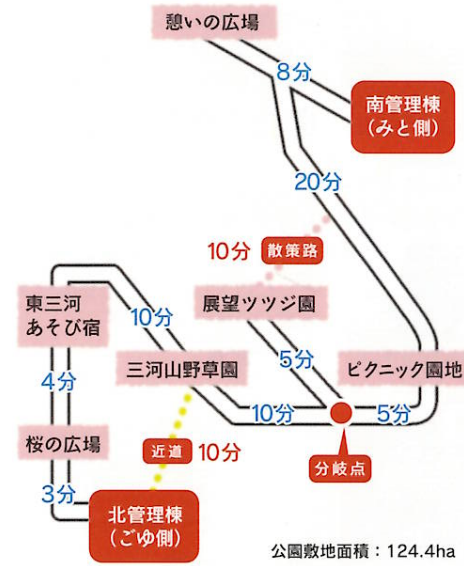 憩いの広場
8分
南管理棟
（みと側）
20分
10分 散策路
東三河
あそび宿
10分
展望ツツジ園
三河山野草園
5分
ピクニック園地
4分
10分
5分
桜の広場
近道 10分
分岐点
3分
北管理棟
（ごゆ側）
公園敷地面積：124.4ha